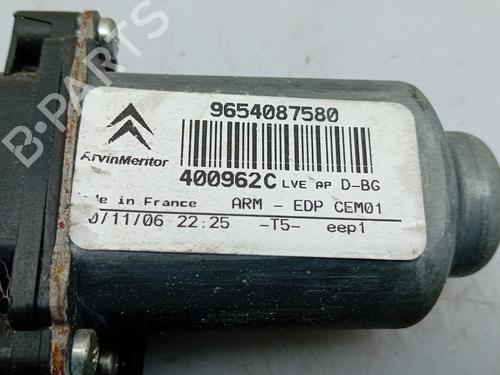 B-PARTS
9654087580
ArvinMeritor
400962C LVE AP D-BG
in France ARM - EDP CEM01
0/11/06 22:25 -T5- eep1